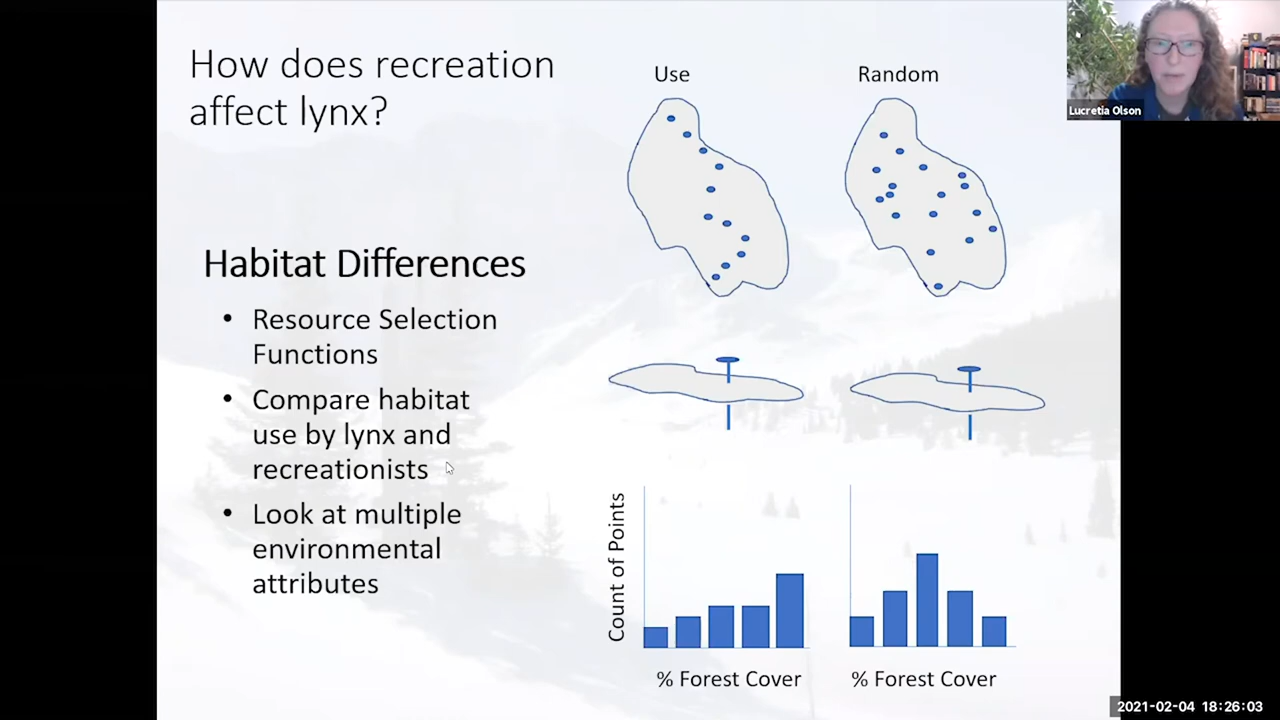 How does recreation
affect lynx?
Use
Random
Lucretia Olson
Habitat Differences
• Resource Selection
Functions
• Compare habitat
use by lynx and
recreationists
• Look at multiple
environmental
attributes
Count of Points
% Forest Cover
% Forest Cover
2021-02-04 18:26:03